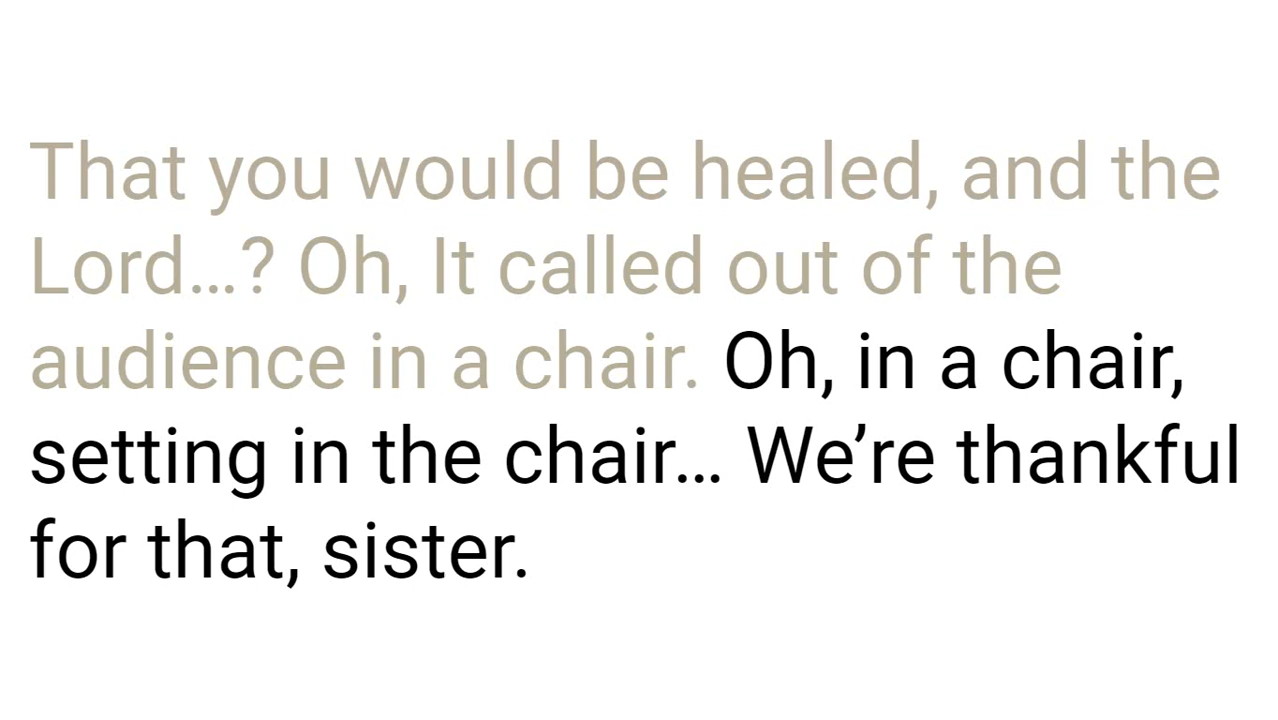 That you would be healed, and the
Lord…? Oh, It called out of the
audience in a chair. Oh, in a chair,
setting in the chair… We’re thankful
for that, sister.